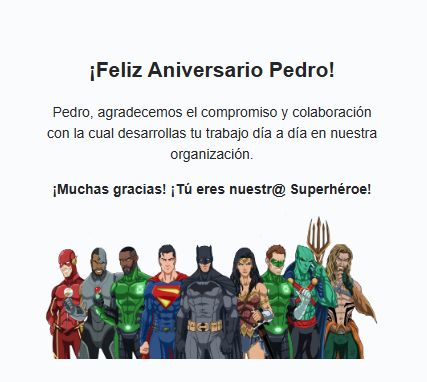 ¡Feliz Aniversario Pedro!
Pedro, agradecemos el compromiso y colaboración
con la cual desarrollas tu trabajo día a día en nuestra
organización.
¡Muchas gracias! ¡Tú eres nuestr@ Superhéroe!